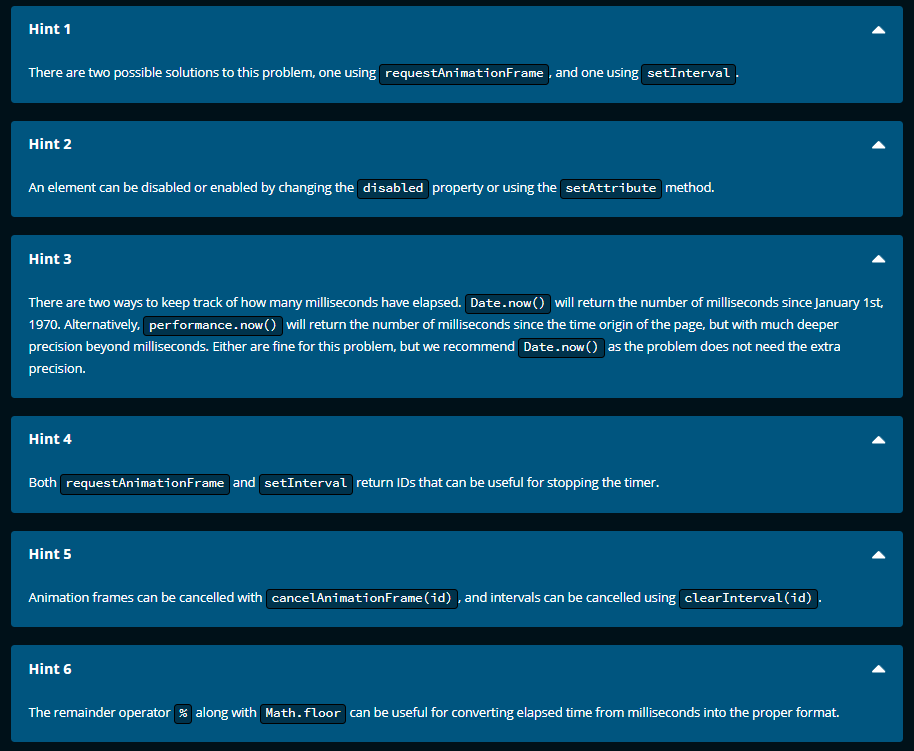 Hint 1
There are two possible solutions to this problem, one using requestAnimationFrame, and one using setInterval.
Hint 2
An element can be disabled or enabled by changing the disabled property or using the setAttribute method.
Hint 3
There are two ways to keep track of how many milliseconds have elapsed. Date.now() will return the number of milliseconds since January 1st,
1970. Alternatively, performance.now() will return the number of milliseconds since the time origin of the page, but with much deeper
precision beyond milliseconds. Either are fine for this problem, but we recommend Date.now() as the problem does not need the extra
precision.
Hint 4
Both requestAnimationFrame and setInterval return IDs that can be useful for stopping the timer.
Hint 5
Animation frames can be cancelled with cancelAnimationFrame(id), and intervals can be cancelled using clearInterval(id).
Hint 6
The remainder operator % along with Math.floor can be useful for converting elapsed time from milliseconds into the proper format.